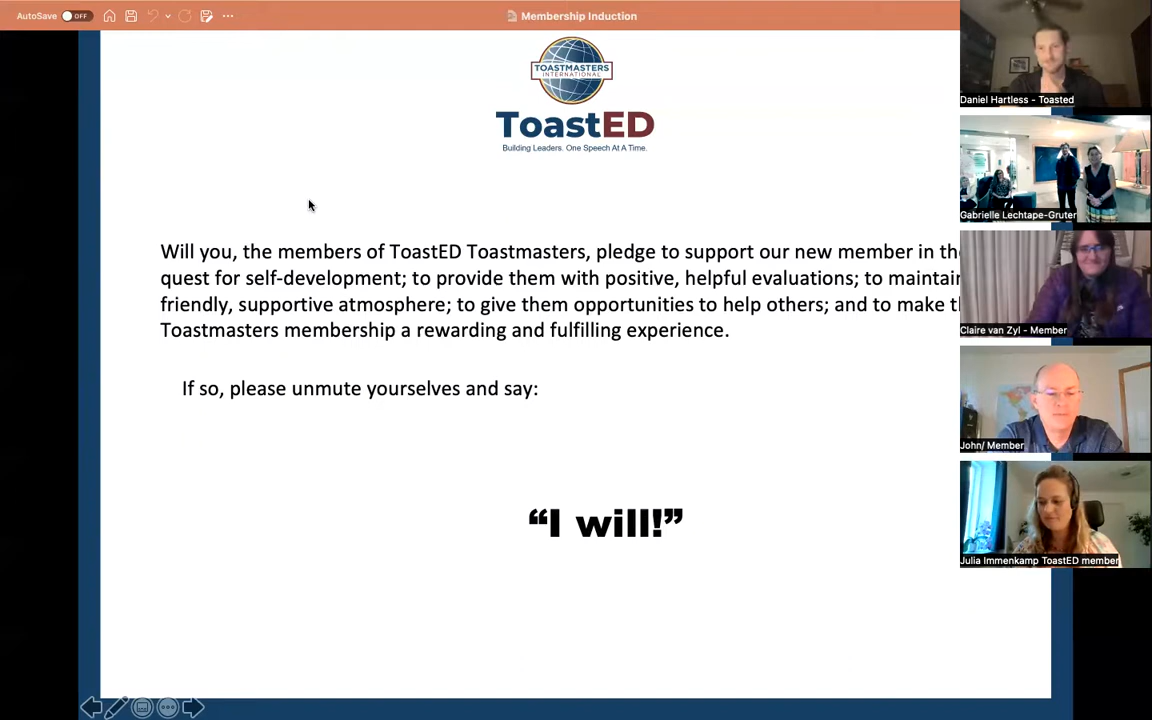 AutoSave OFF
Membership Induction
TOASTMASTERS
INTERNATIONAL
ToastED
Building Leaders. One Speech At A Time.
Will you, the members of ToastED Toastmasters, pledge to support our new member in the
quest for self-development; to provide them with positive, helpful evaluations; to maintain
friendly, supportive atmosphere; to give them opportunities to help others; and to make
Toastmasters membership a rewarding and fulfilling experience.
If so, please unmute yourselves and say:
“I will!”
Daniel Hartless - Toasted
Gabrielle Lechtape-Gruter
Claire van Zyl - Member
John/ Member
Julia Immenkamp ToastED member